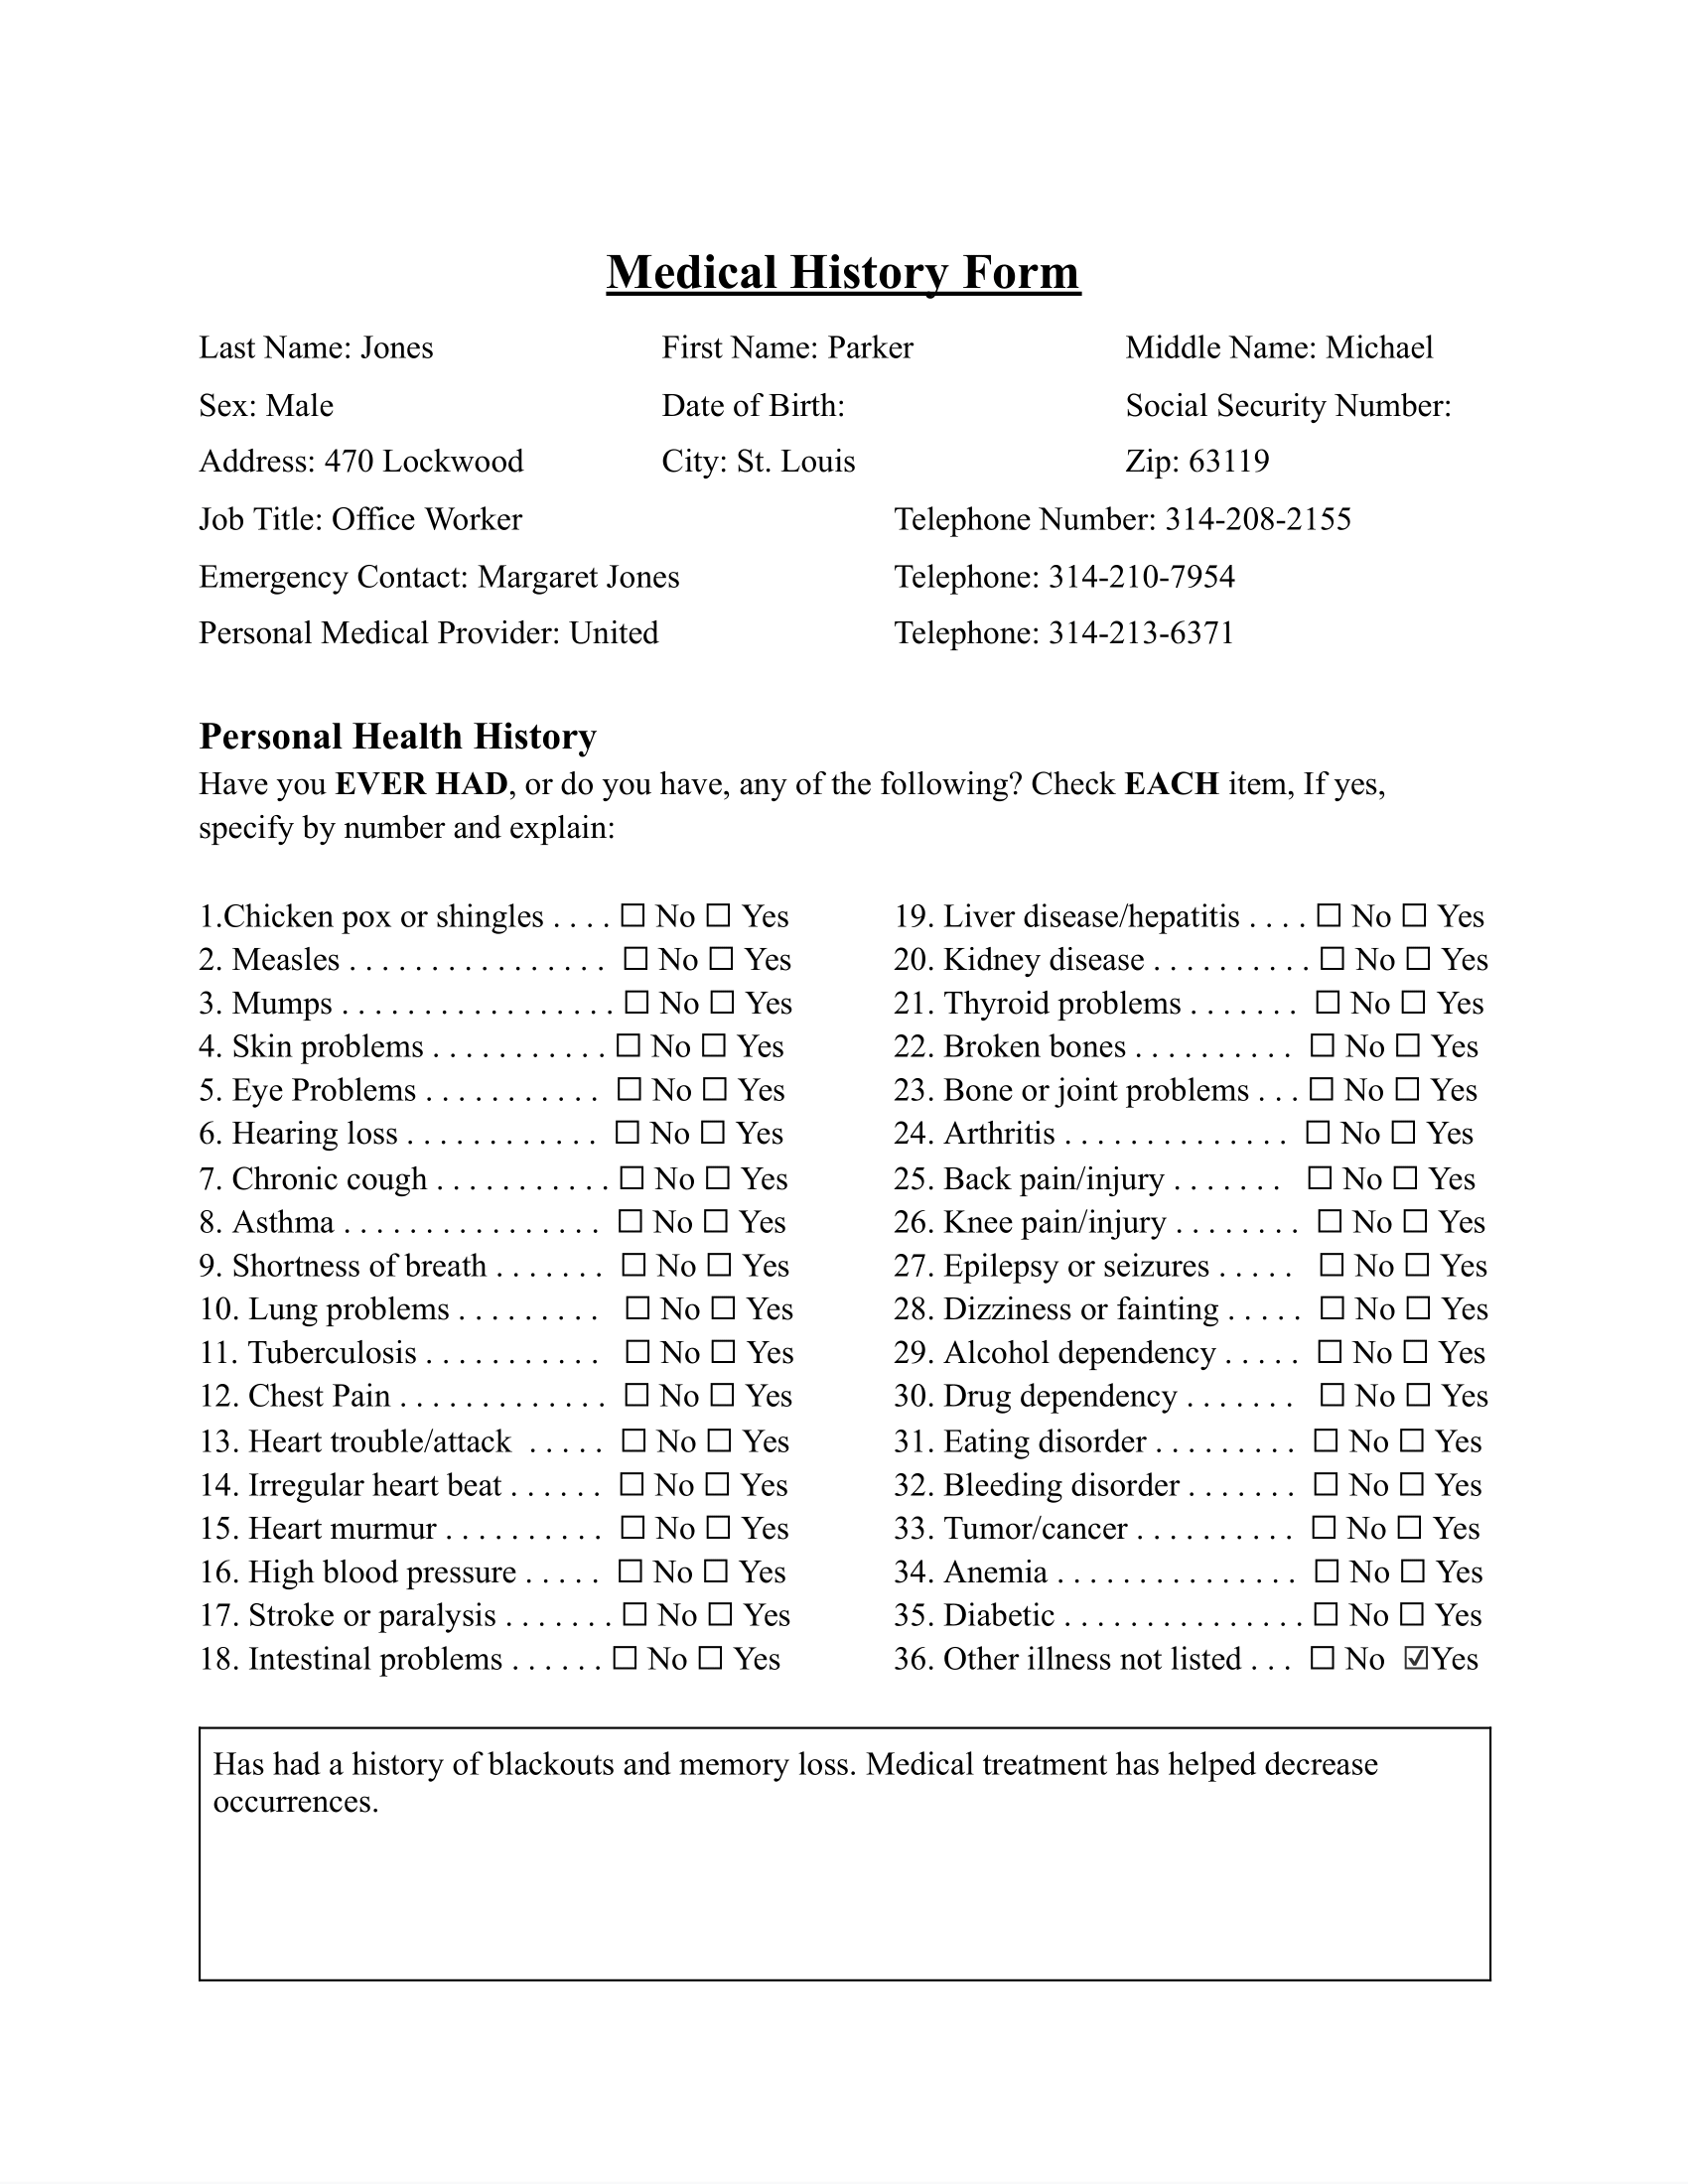 Medical History Form
Last Name: Jones First Name: Parker Middle Name: Michael
Sex: Male Date of Birth: Social Security Number:
Address: 470 Lockwood City: St. Louis Zip: 63119
Job Title: Office Worker Telephone Number: 314-208-2155
Emergency Contact: Margaret Jones Telephone: 314-210-7954
Personal Medical Provider: United Telephone: 314-213-6371
Personal Health History
Have you EVER HAD, or do you have, any of the following? Check EACH item, If yes,
specify by number and explain:
1.Chicken pox or shingles . . . . ☐ No ☐ Yes
2. Measles . . . . . . . . . . . . . . . . ☐ No ☐ Yes
3. Mumps . . . . . . . . . . . . . . . . . ☐ No ☐ Yes
4. Skin problems . . . . . . . . . . . ☐ No ☐ Yes
5. Eye Problems . . . . . . . . . . . ☐ No ☐ Yes
6. Hearing loss . . . . . . . . . . . . ☐ No ☐ Yes
7. Chronic cough . . . . . . . . . . . ☐ No ☐ Yes
8. Asthma . . . . . . . . . . . . . . . . ☐ No ☐ Yes
9. Shortness of breath . . . . . . . ☐ No ☐ Yes
10. Lung problems . . . . . . . . . ☐ No ☐ Yes
11. Tuberculosis . . . . . . . . . . . ☐ No ☐ Yes
12. Chest Pain . . . . . . . . . . . . . ☐ No ☐ Yes
13. Heart trouble/attack . . . . . ☐ No ☐ Yes
14. Irregular heart beat . . . . . . ☐ No ☐ Yes
15. Heart murmur . . . . . . . . . . ☐ No ☐ Yes
16. High blood pressure . . . . . ☐ No ☐ Yes
17. Stroke or paralysis . . . . . . . ☐ No ☐ Yes
18. Intestinal problems . . . . . . ☐ No ☐ Yes
19. Liver disease/hepatitis . . . . ☐ No ☐ Yes
20. Kidney disease . . . . . . . . . . ☐ No ☐ Yes
21. Thyroid problems . . . . . . . ☐ No ☐ Yes
22. Broken bones . . . . . . . . . . ☐ No ☐ Yes
23. Bone or joint problems . . . ☐ No ☐ Yes
24. Arthritis . . . . . . . . . . . . . . ☐ No ☐ Yes
25. Back pain/injury . . . . . . . ☐ No ☐ Yes
26. Knee pain/injury . . . . . . . . ☐ No ☐ Yes
27. Epilepsy or seizures . . . . . ☐ No ☐ Yes
28. Dizziness or fainting . . . . . ☐ No ☐ Yes
29. Alcohol dependency . . . . . ☐ No ☐ Yes
30. Drug dependency . . . . . . . ☐ No ☐ Yes
31. Eating disorder . . . . . . . . . ☐ No ☐ Yes
32. Bleeding disorder . . . . . . . ☐ No ☐ Yes
33. Tumor/cancer . . . . . . . . . . ☐ No ☐ Yes
34. Anemia . . . . . . . . . . . . . . . ☐ No ☐ Yes
35. Diabetic . . . . . . . . . . . . . . . ☐ No ☐ Yes
36. Other illness not listed . . . ☐ No ☑Yes
Has had a history of blackouts and memory loss. Medical treatment has helped decrease
occurrences.